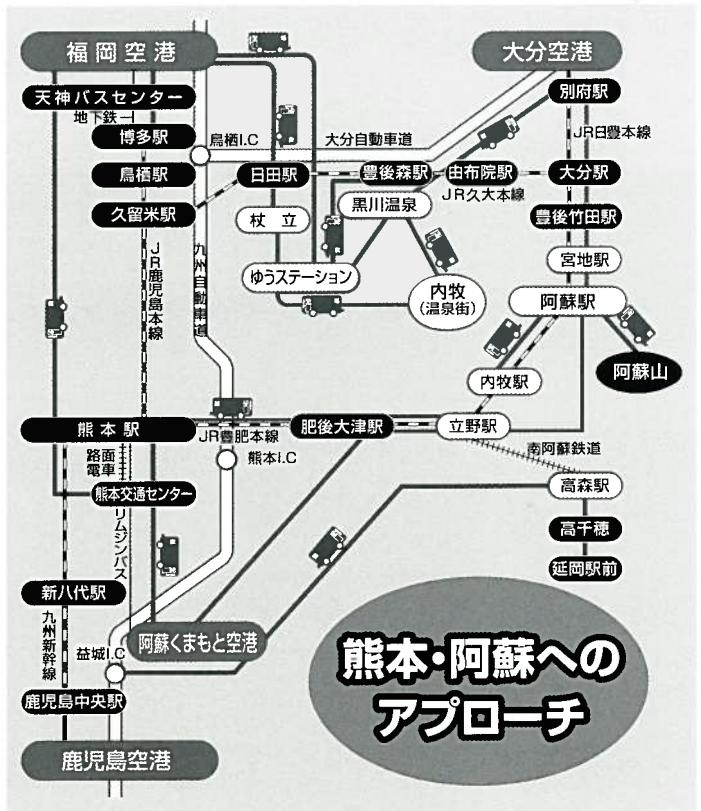 福岡空港
大分空港
天神バスセンター
別府駅
地下鉄
JR日豊本線
博多駅
鳥栖I.C
大分自動車道
鳥栖駅
日田駅
豊後森駅
由布院駅
大分駅
JR久大本線
久留米駅
杖立
黒川温泉
豊後竹田駅
JR鹿児島本線
九州自動車道
ゆうステーション
宮地駅
内牧
(温泉街)
阿蘇駅
内牧駅
阿蘇山
熊本駅
JR豊肥本線
肥後大津駅
立野駅
路面
電車
熊本I.C
南阿蘇鉄道
熊本交通センター
高森駅
リムジンバス
高千穂
延岡駅前
新八代駅
九州新幹線
阿蘇くまもと空港
益城I.C
鹿児島中央駅
鹿児島空港
熊本・阿蘇への
アプローチ